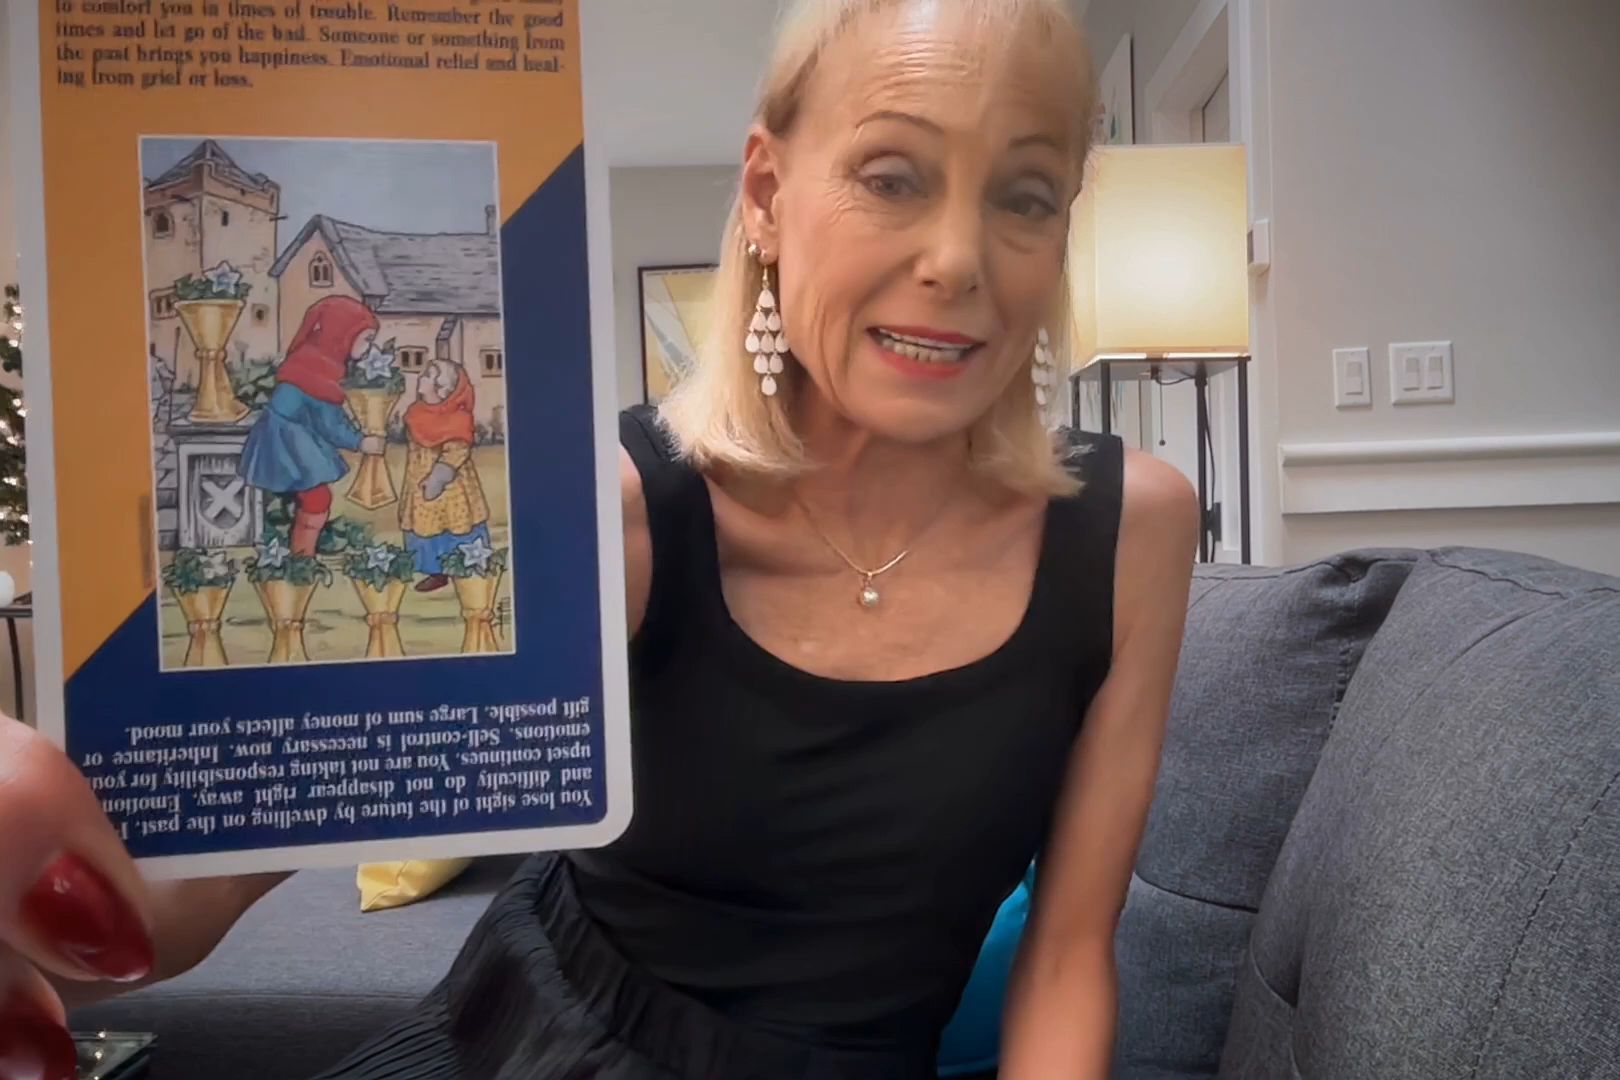 to comfort you in times of trouble. Remember the good
times and let go of the bad. Someone or something from
the past brings you happiness. Emotional relief and heal-
ing from grief or loss.
You lose sight of the future by dwelling on the past.
and difficulty do not disappear right away. Emotion
upset continues. You are not taking responsibility for your
emotions. Self-control is necessary now. Inheritance or
gift possible. Large sum of money affects your mood.